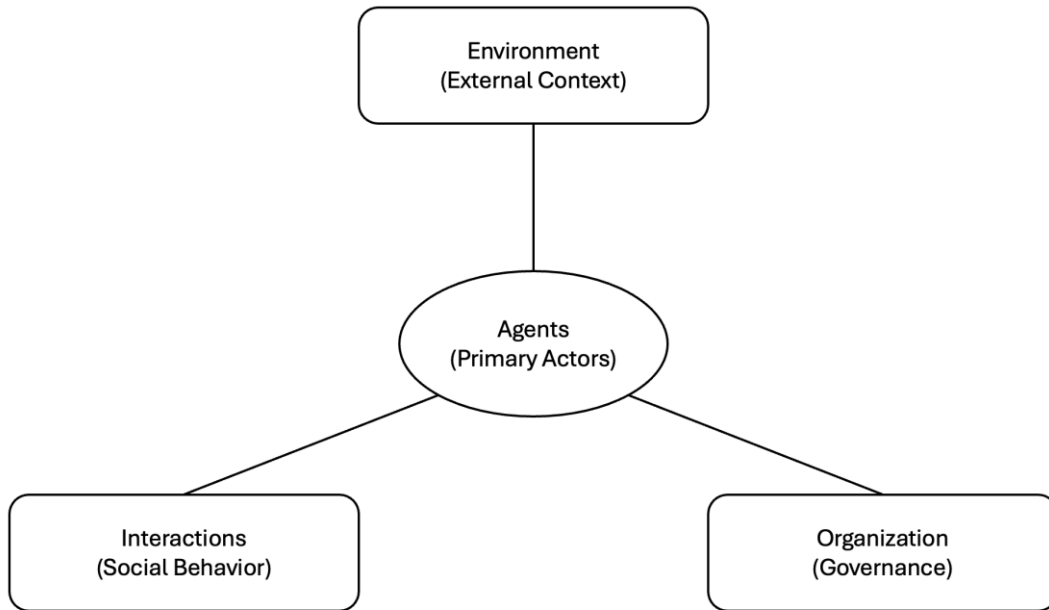 Environment
(External Context)
Agents
(Primary Actors)
Interactions
(Social Behavior)
Organization
(Governance)